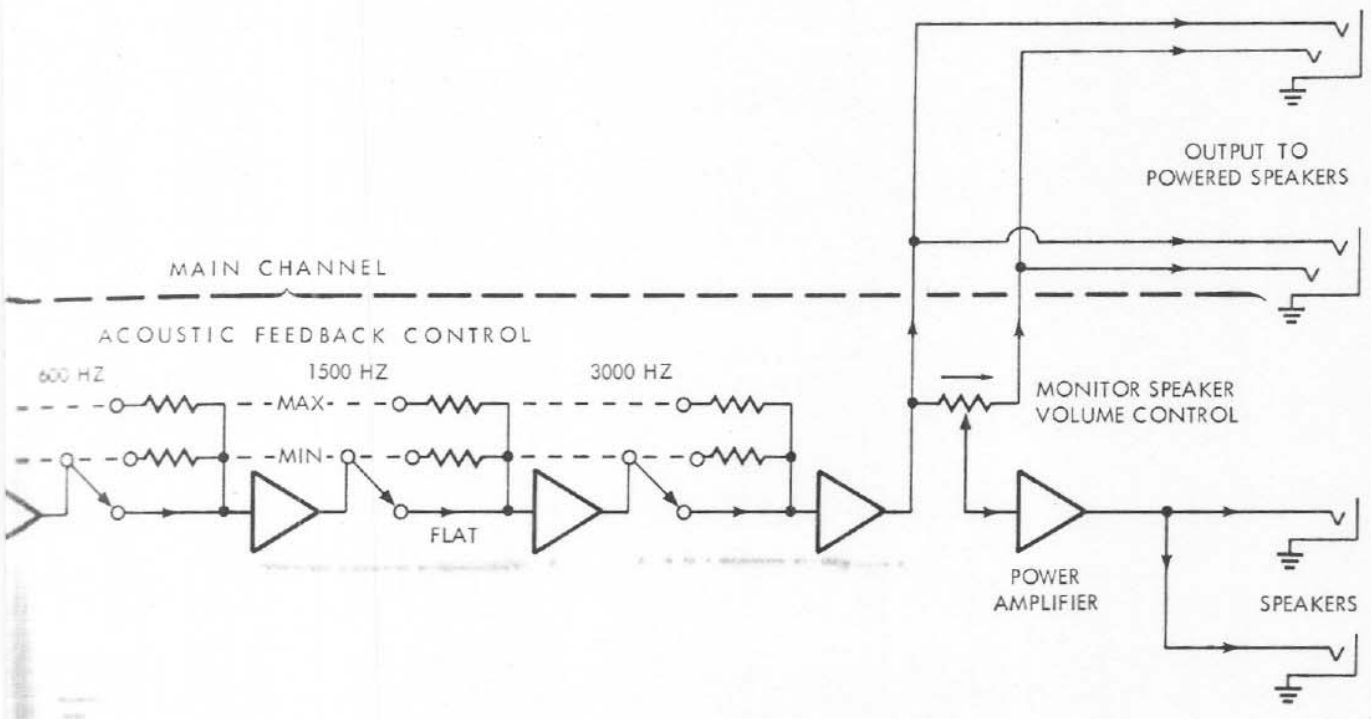 OUTPUT TO
POWERED SPEAKERS
MAIN CHANNEL
ACOUSTIC FEEDBACK CONTROL
600 HZ
1500 HZ
3000 HZ
MAX
MIN
FLAT
MONITOR SPEAKER
VOLUME CONTROL
POWER
AMPLIFIER
SPEAKERS